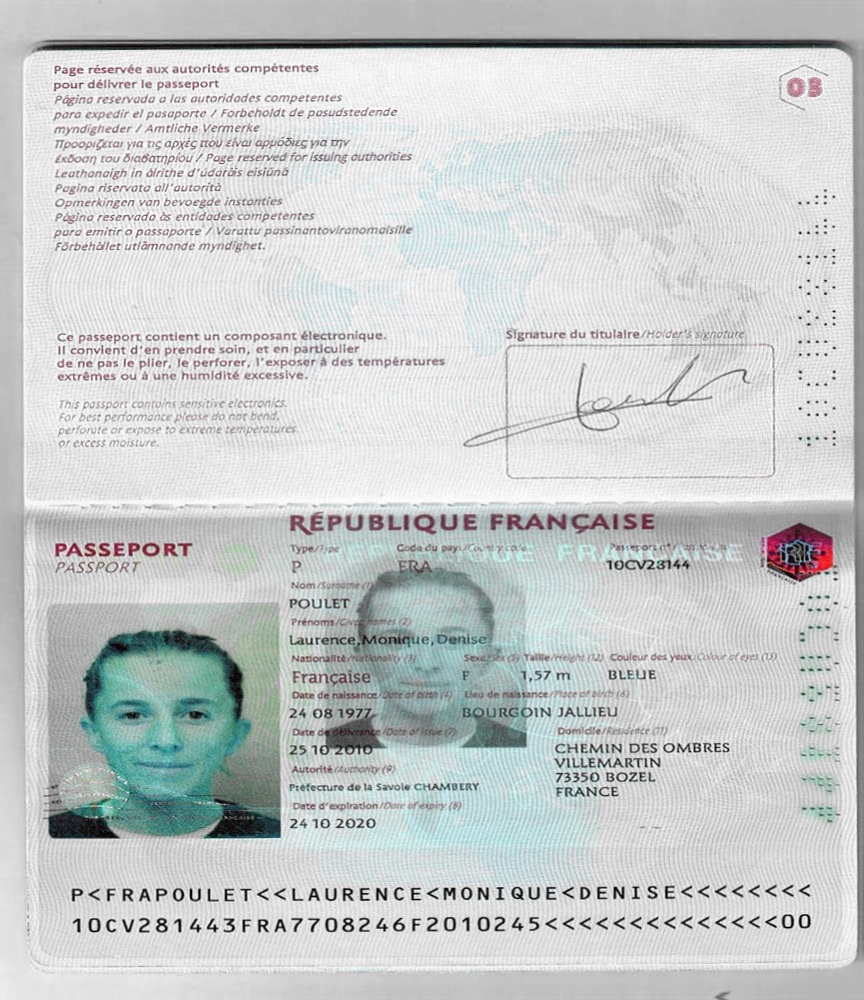 Page réservée aux autorités compétentes
pour délivrer le passeport
Página reservada a las autoridades competentes
para expedir el pasaporte / Forbeholdt de pasudstedende
myndigheder / Amtliche Vermerke
Προορίζεται για τις αρχές που είναι αρμόδιες για την
έκδοση του διαβατηρίου / Page reserved for issuing authorities
Leathanaigh in áirithe d'údaráis eisiúna
Pagina riservata all'autorità
Opmerkingen van bevoegde instanties
Página reservada às entidades competentes
para emitir o passaporte / Varattu passinantoviranomaisille
Förbehållet utlämnande myndighet.
03
Ce passeport contient un composant électronique.
Il convient d'en prendre soin, et en particulier
de ne pas le plier, le perforer, l'exposer à des températures
extrêmes ou à une humidité excessive.
This passport contains sensitive electronics.
For best performance please do not bend,
perforate or expose to extreme temperatures
or excess moisture.
Signature du titulaire/Holder's signature
RÉPUBLIQUE FRANÇAISE
PASSEPORT
PASSPORT
Type/Type Code du pays/Country code Passeport n°
P FRA 10CV28144
Nom/Surname (1)
POULET
Prénoms/Given names (2)
Laurence,Monique,Denise
Nationalité/Nationality (3) Sexe/Sex (5) Taille/Height (12) Couleur des yeux/Colour of eyes (13)
Française F 1,57 m BLEUE
Date de naissance/Date of birth (4) Lieu de naissance/Place of birth (6)
24 08 1977 BOURGOIN JALLIEU
Date de délivrance/Date of issue (7) Domicile/Residence (11)
25 10 2010 CHEMIN DES OMBRES
VILLEMARTIN
73350 BOZEL
FRANCE
Autorité/Authority (9)
Préfecture de la Savoie CHAMBERY
Date d'expiration/Date of expiry (8)
24 10 2020
RF
P<FRAPOULET<<LAURENCE<MONIQUE<DENISE<<<<<<<<
10CV281443FRA7708246F2010245<<<<<<<<<<<<<<00